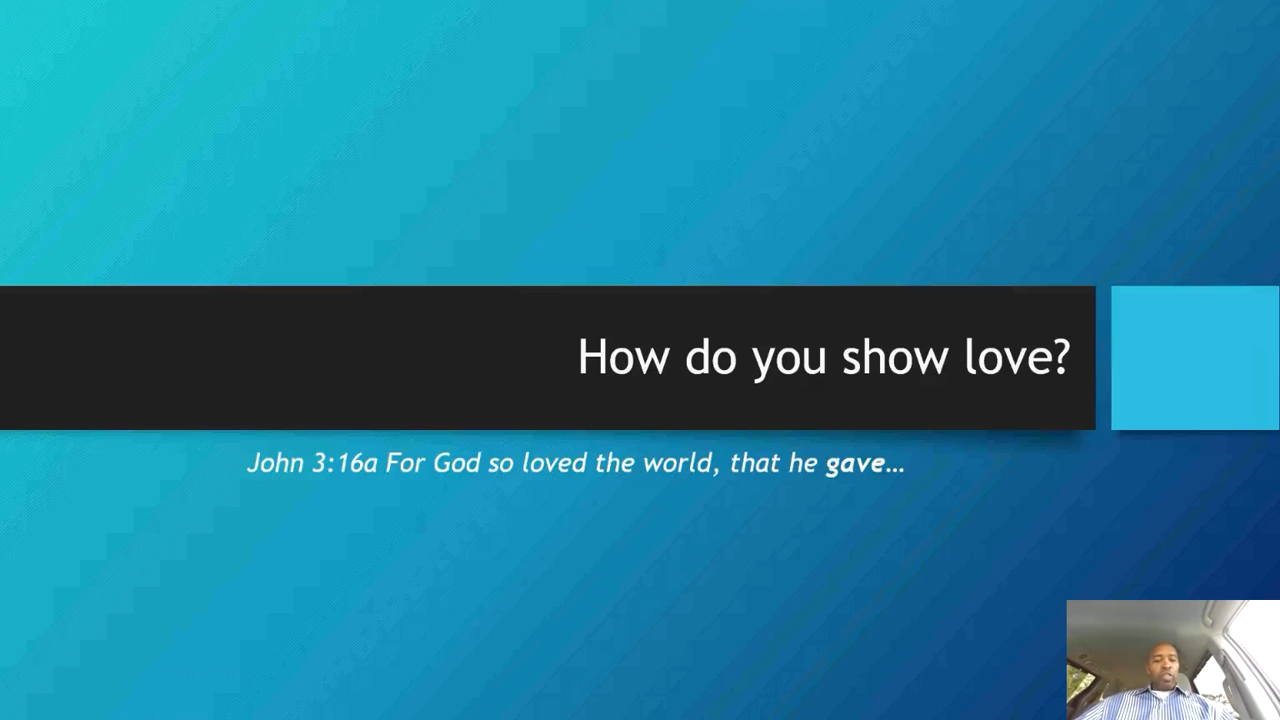 How do you show love?
John 3:16a For God so loved the world, that he gave…